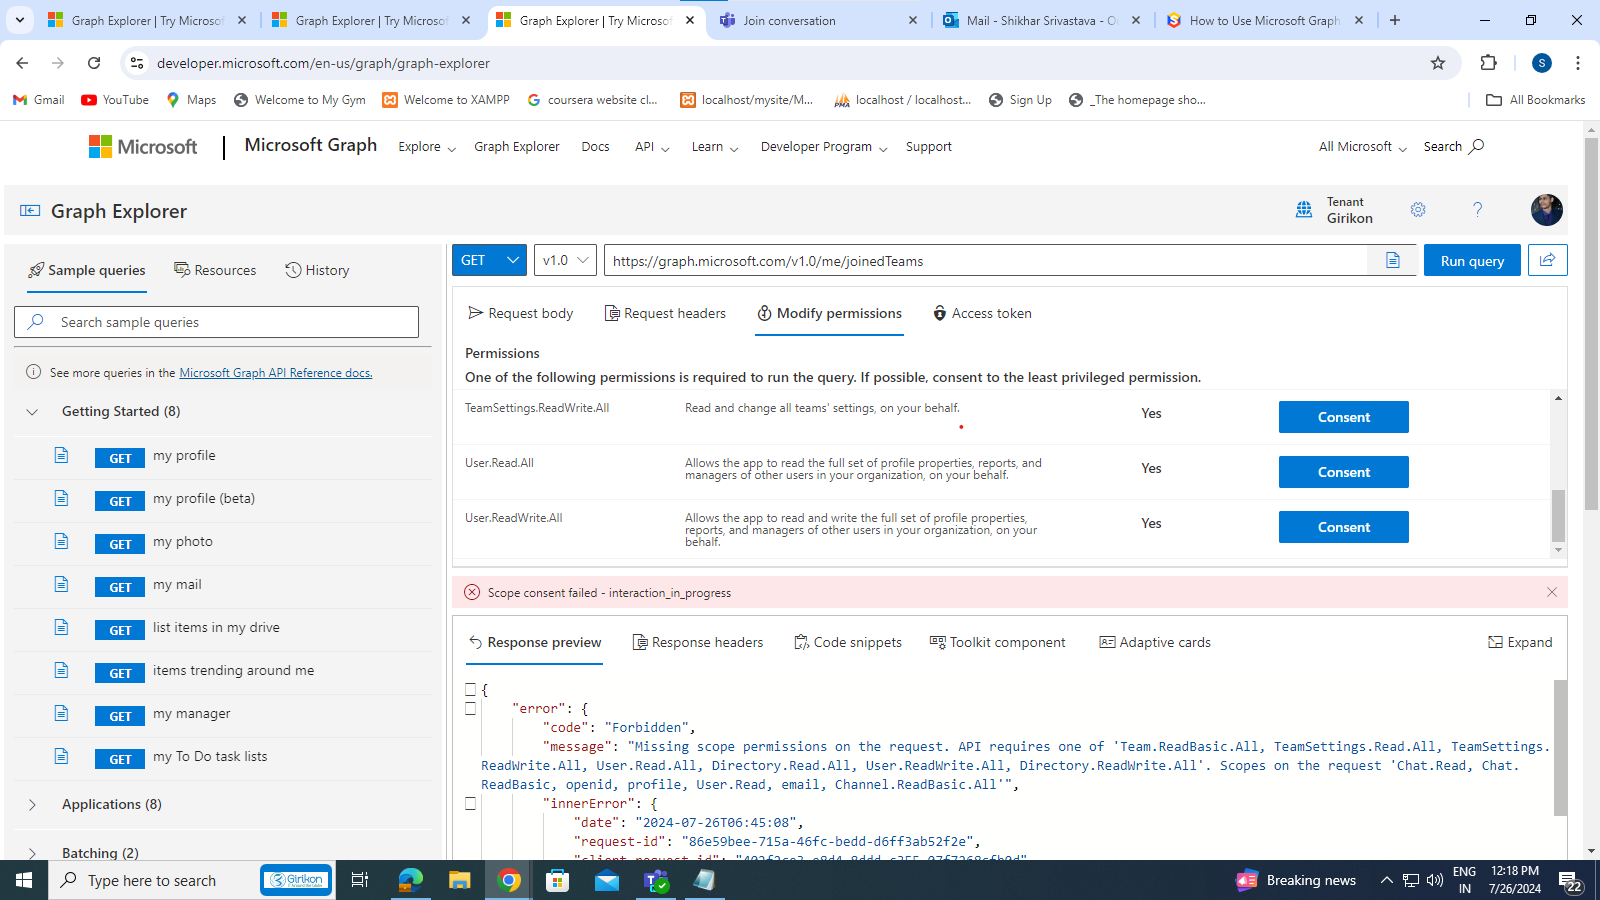 Graph Explorer | Try Microsof
Graph Explorer | Try Microsof
Graph Explorer | Try Microsof
Join conversation
Mail - Shikhar Srivastava - O
How to Use Microsoft Graph
developer.microsoft.com/en-us/graph/graph-explorer
S
Gmail
YouTube
Maps
Welcome to My Gym
Welcome to XAMPP
coursera website cl...
localhost/mysite/M...
localhost / localhost...
Sign Up
_The homepage sho...
All Bookmarks
Microsoft
Microsoft Graph
Explore
Graph Explorer
Docs
API
Learn
Developer Program
Support
All Microsoft
Search
Graph Explorer
Tenant
Girikon
Sample queries
Resources
History
GET
v1.0
https://graph.microsoft.com/v1.0/me/joinedTeams
Run query
Search sample queries
Request body
Request headers
Modify permissions
Access token
See more queries in the Microsoft Graph API Reference docs.
Permissions
One of the following permissions is required to run the query. If possible, consent to the least privileged permission.
TeamSettings.ReadWrite.All
Read and change all teams' settings, on your behalf.
Yes
Consent
User.Read.All
Allows the app to read the full set of profile properties, reports, and
managers of other users in your organization, on your behalf.
Yes
Consent
User.ReadWrite.All
Allows the app to read and write the full set of profile properties,
reports, and managers of other users in your organization, on your
behalf.
Yes
Consent
Getting Started (8)
GET my profile
GET my profile (beta)
GET my photo
GET my mail
GET list items in my drive
GET items trending around me
GET my manager
GET my To Do task lists
Applications (8)
Batching (2)
Scope consent failed - interaction_in_progress
Response preview
Response headers
Code snippets
Toolkit component
Adaptive cards
Expand
{
"error": {
"code": "Forbidden",
"message": "Missing scope permissions on the request. API requires one of 'Team.ReadBasic.All, TeamSettings.Read.All, TeamSettings.
ReadWrite.All, User.Read.All, Directory.Read.All, User.ReadWrite.All, Directory.ReadWrite.All'. Scopes on the request 'Chat.Read, Chat.
ReadBasic, openid, profile, User.Read, email, Channel.ReadBasic.All'",
"innerError": {
"date": "2024-07-26T06:45:08",
"request-id": "86e59bee-715a-46fc-bedd-d6ff3ab52f2e",
Type here to search
Girikon
Breaking news
ENG
IN
12:18 PM
7/26/2024
22